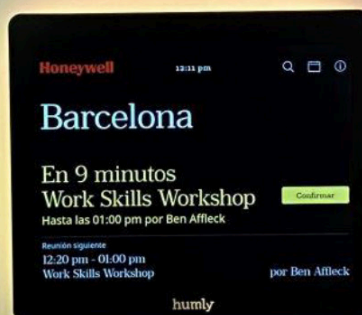 Honeywell
12:11 pm
Barcelona
En 9 minutos
Work Skills Workshop
Confirmar
Hasta las 01:00 pm por Ben Affleck
Reunión siguiente
12:20 pm - 01:00 pm
Work Skills Workshop
por Ben Affleck
humly